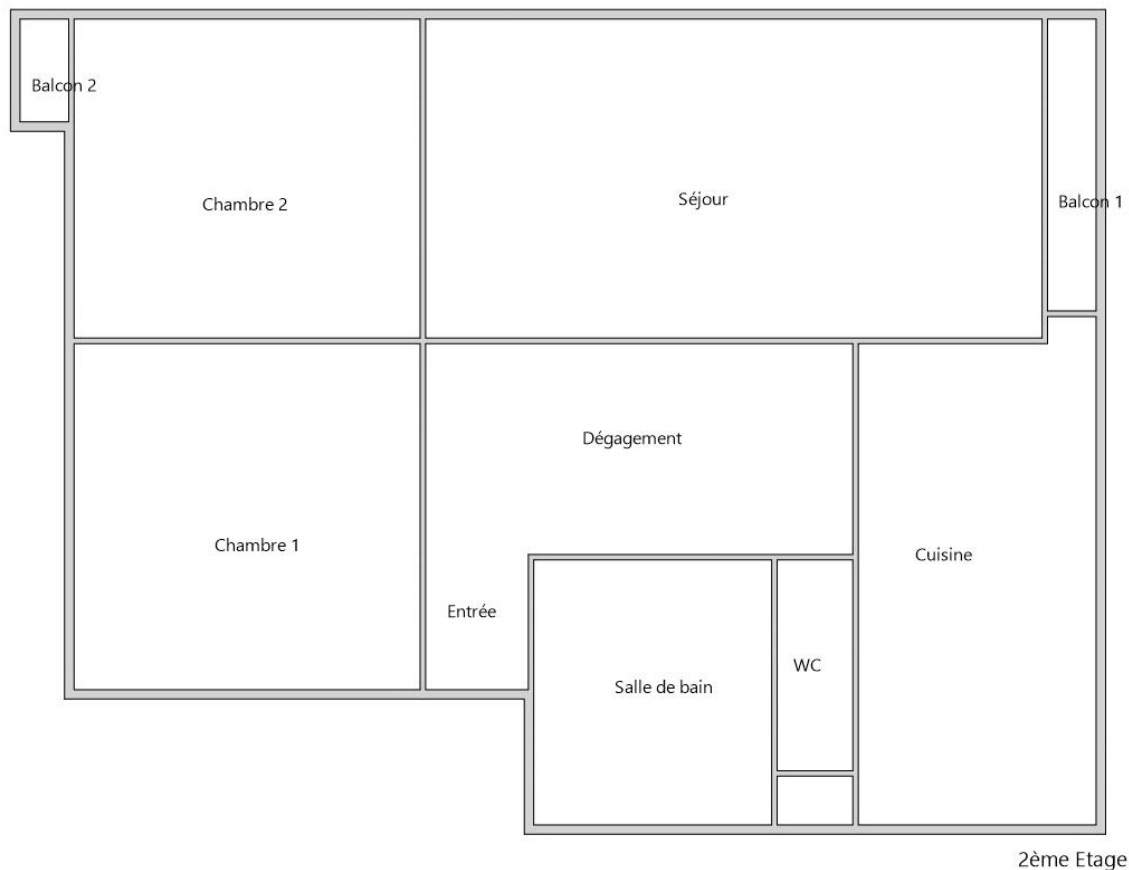 Balcon 2
Chambre 2
Séjour
Balcon 1
Dégagement
Chambre 1
Cuisine
Entrée
WC
Salle de bain
2ème Etage